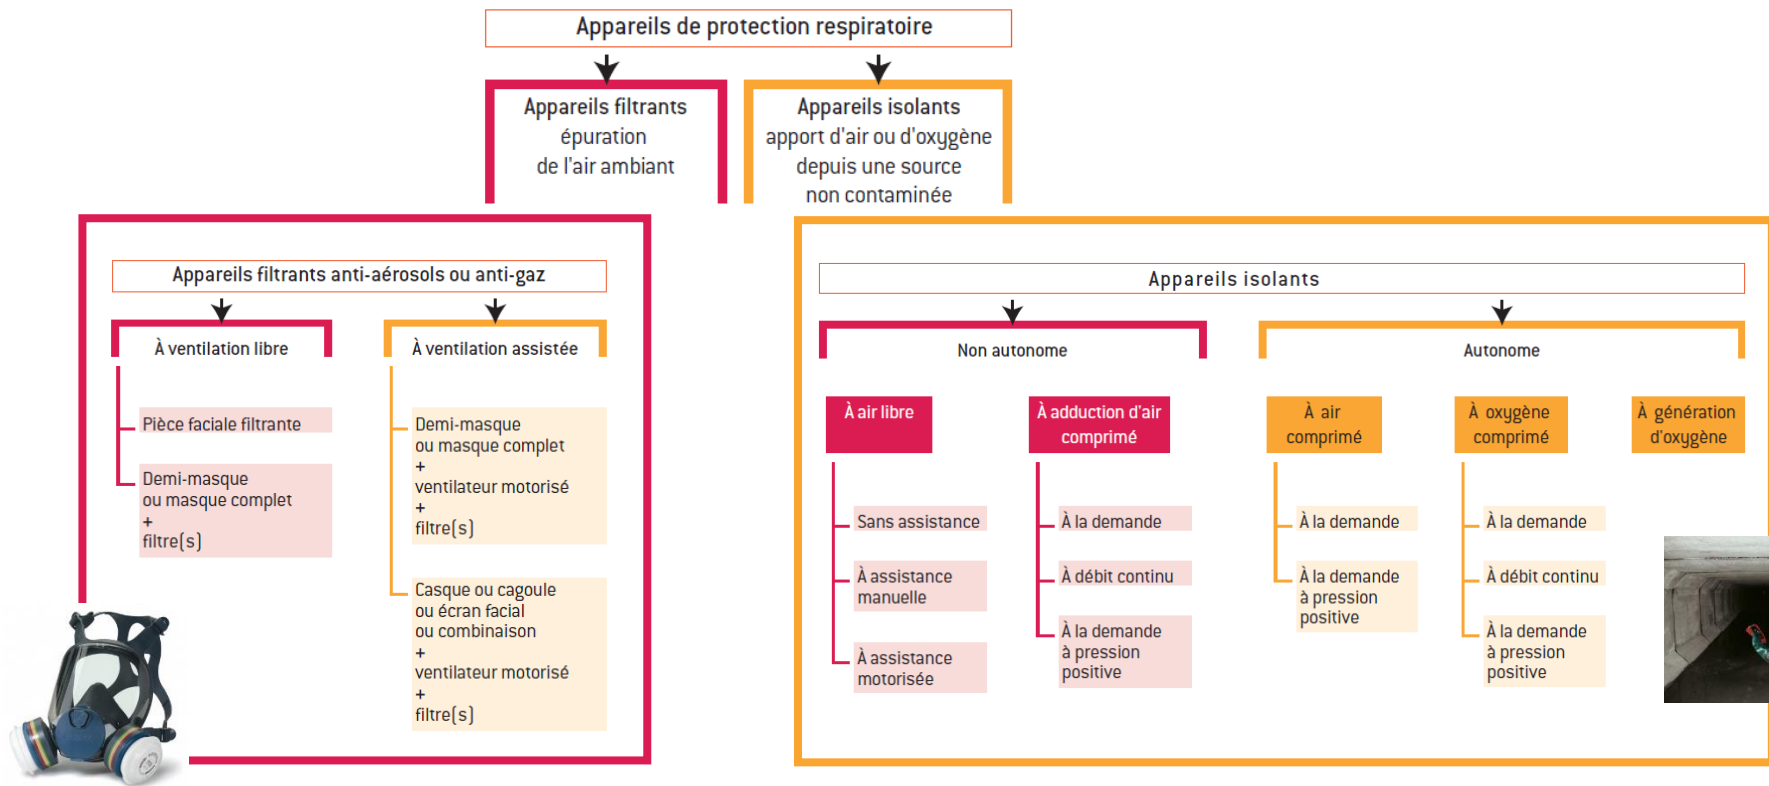 Appareils de protection respiratoire
Appareils filtrants
épuration
de l'air ambiant
Appareils isolants
apport d'air ou d'oxygène
depuis une source
non contaminée
Appareils filtrants anti-aérosols ou anti-gaz
À ventilation libre
Pièce faciale filtrante
Demi-masque
ou masque complet
+
filtre(s)
À ventilation assistée
Demi-masque
ou masque complet
+
ventilateur motorisé
+
filtre(s)
Casque ou cagoule
ou écran facial
ou combinaison
+
ventilateur motorisé
+
filtre(s)
Appareils isolants
Non autonome
À air libre
Sans assistance
À assistance
manuelle
À assistance
motorisée
À adduction d'air
comprimé
À la demande
À débit continu
À la demande
à pression
positive
Autonome
À air
comprimé
À la demande
À la demande
à pression
positive
À oxygène
comprimé
À la demande
À débit continu
À la demande
à pression
positive
À génération
d'oxygène